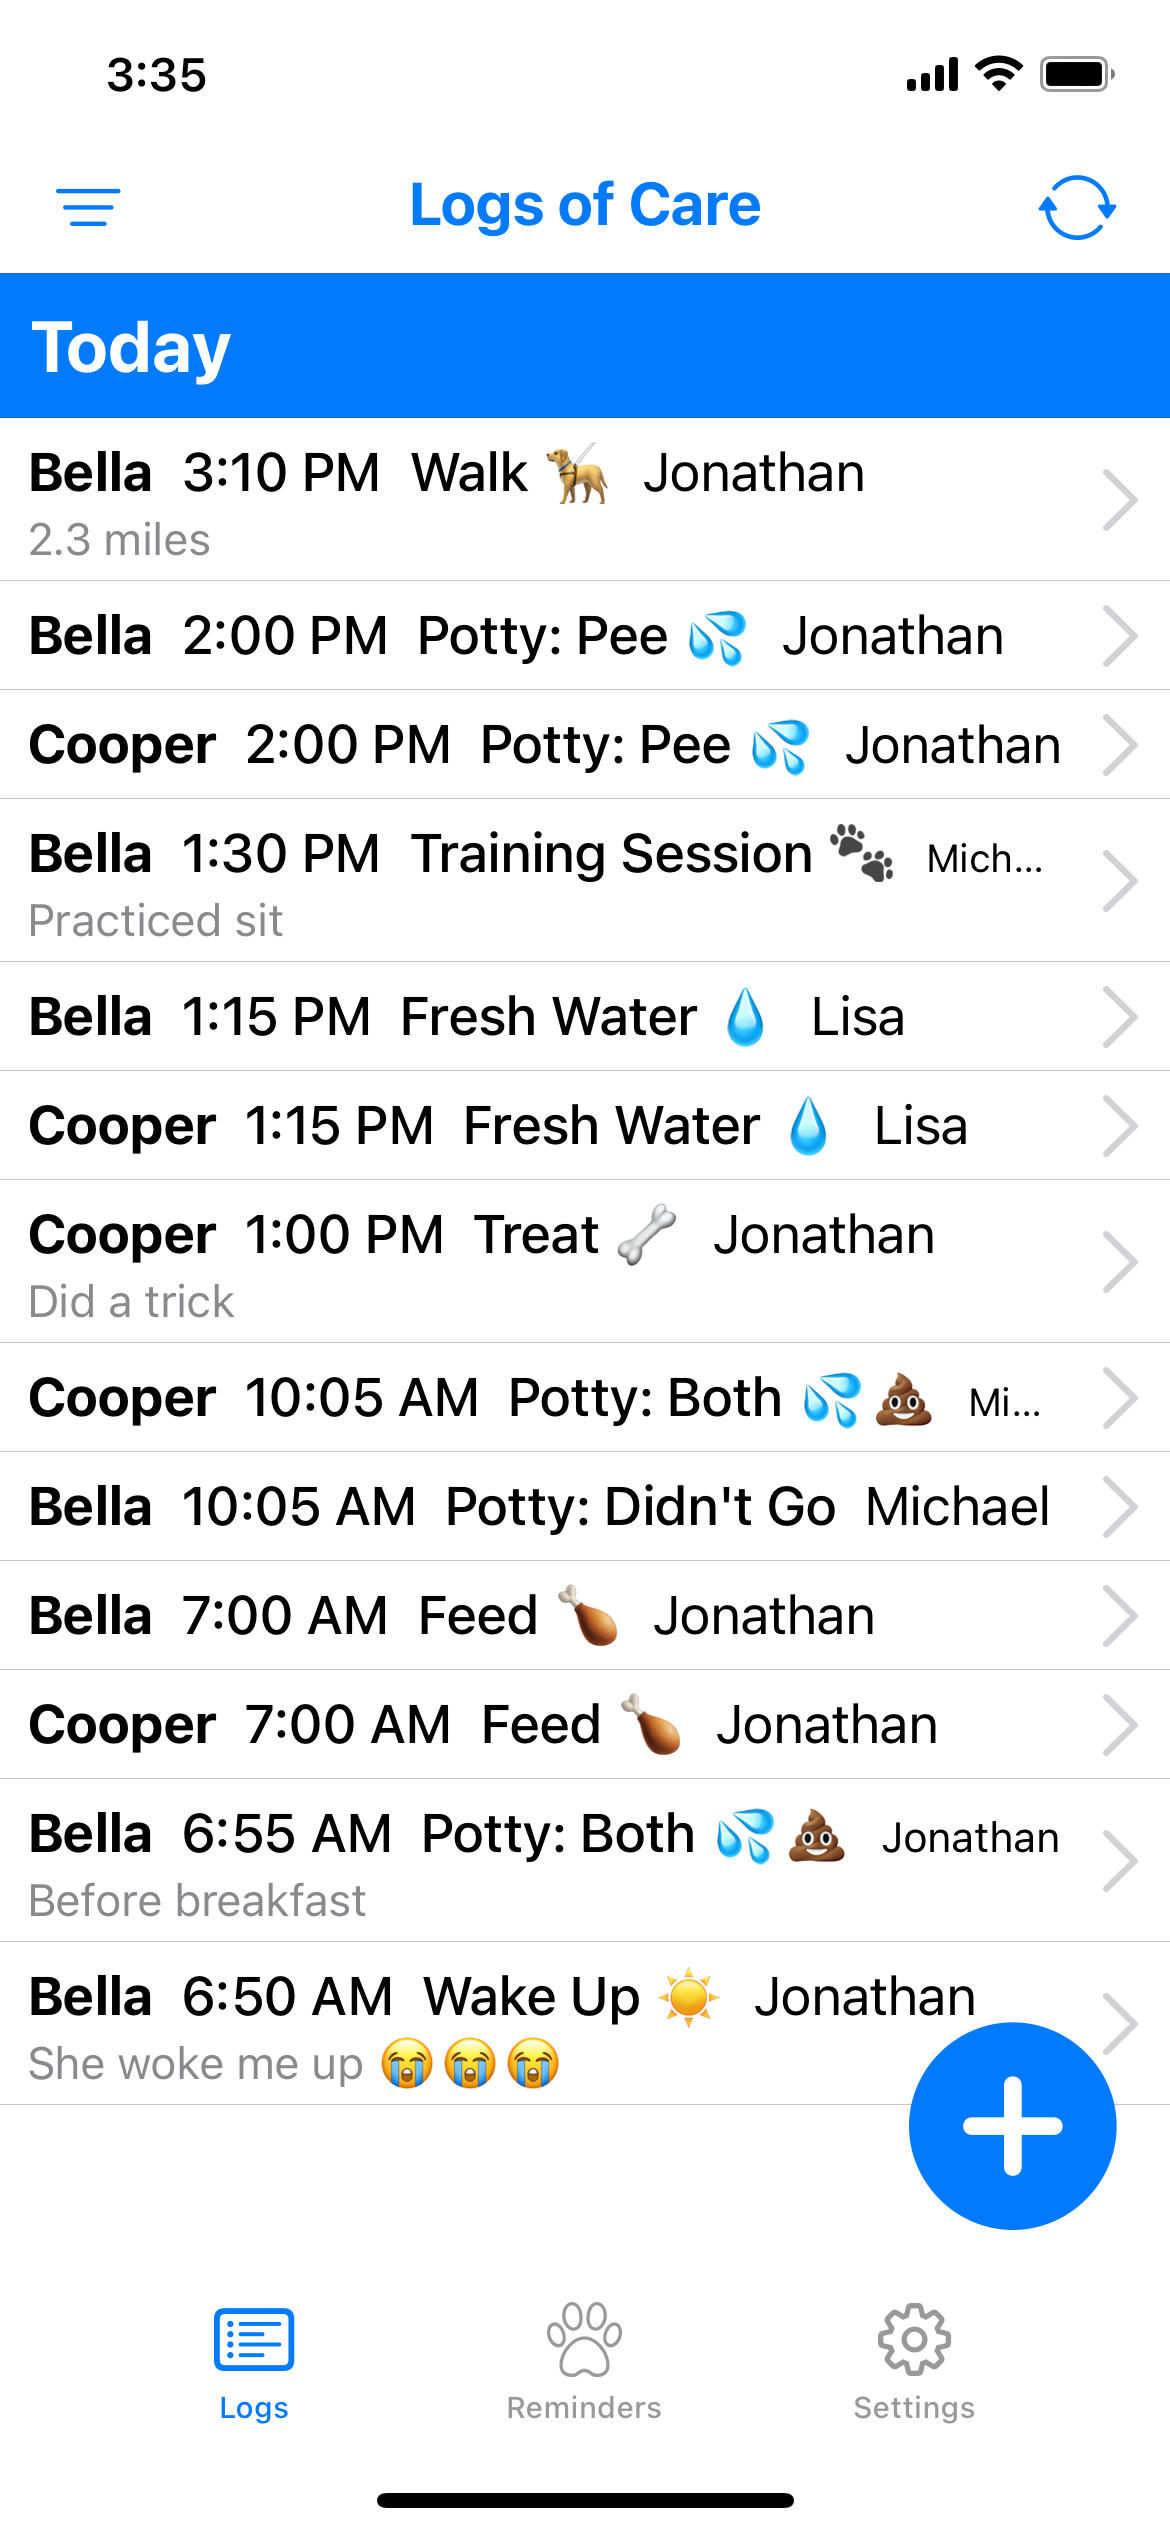 3:35
Logs of Care
Today
Bella 3:10 PM Walk 🦮 Jonathan
2.3 miles
Bella 2:00 PM Potty: Pee 💦 Jonathan
Cooper 2:00 PM Potty: Pee 💦 Jonathan
Bella 1:30 PM Training Session 🐾 Mich...
Practiced sit
Bella 1:15 PM Fresh Water 💧 Lisa
Cooper 1:15 PM Fresh Water 💧 Lisa
Cooper 1:00 PM Treat 🦴 Jonathan
Did a trick
Cooper 10:05 AM Potty: Both 💦💩 Mi...
Bella 10:05 AM Potty: Didn't Go Michael
Bella 7:00 AM Feed 🍗 Jonathan
Cooper 7:00 AM Feed 🍗 Jonathan
Bella 6:55 AM Potty: Both 💦💩 Jonathan
Before breakfast
Bella 6:50 AM Wake Up ☀️ Jonathan
She woke me up 😭😭😭
Logs Reminders Settings